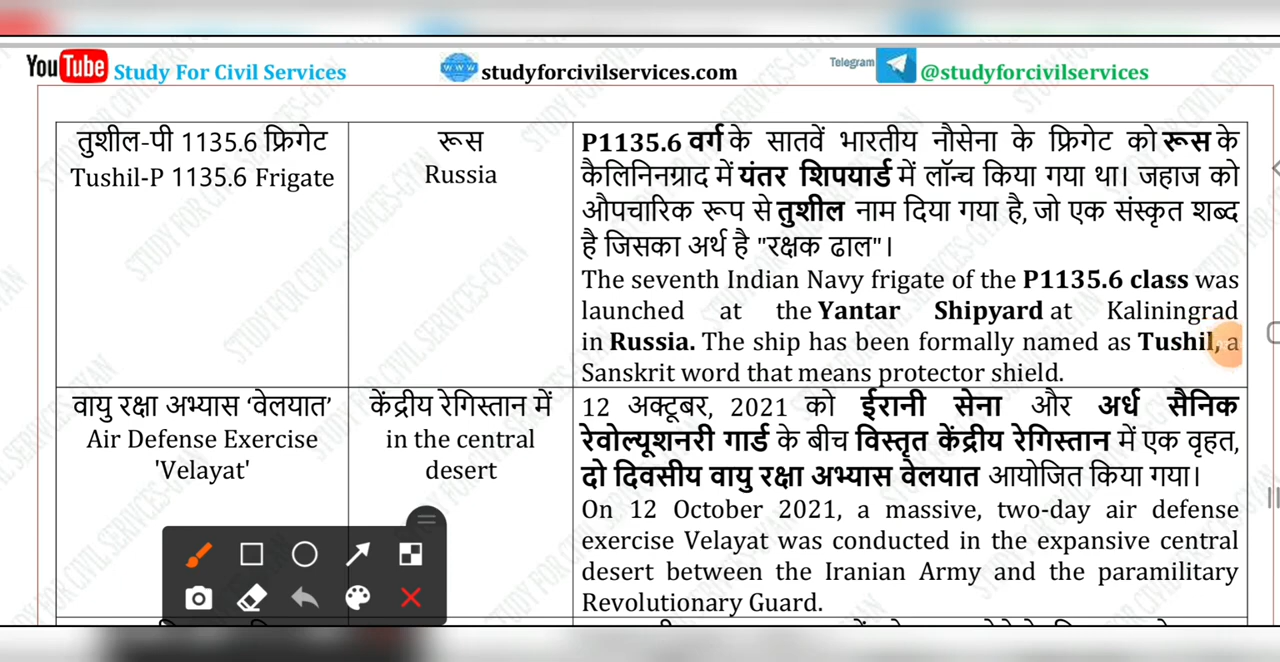 YouTube Study For Civil Services
www studyforcivilservices.com
Telegram @studyforcivilservices
तुशील-पी 1135.6 फ्रिगेट
Tushil-P 1135.6 Frigate
रूस
Russia
P1135.6 वर्ग के सातवें भारतीय नौसेना के फ्रिगेट को रूस के
कैलिनिनग्राद में यंतर शिपयार्ड में लॉन्च किया गया था। जहाज को
औपचारिक रूप से तुशील नाम दिया गया है, जो एक संस्कृत शब्द
है जिसका अर्थ है "रक्षक ढाल"।
The seventh Indian Navy frigate of the P1135.6 class was
launched at the Yantar Shipyard at Kaliningrad
in Russia. The ship has been formally named as Tushil, a
Sanskrit word that means protector shield.
वायु रक्षा अभ्यास ‘वेलयात’
Air Defense Exercise
'Velayat'
केंद्रीय रेगिस्तान में
in the central
desert
12 अक्टूबर, 2021 को ईरानी सेना और अर्ध सैनिक
रेवोल्यूशनरी गार्ड के बीच विस्तृत केंद्रीय रेगिस्तान में एक वृहत,
दो दिवसीय वायु रक्षा अभ्यास वेलयात आयोजित किया गया।
On 12 October 2021, a massive, two-day air defense
exercise Velayat was conducted in the expansive central
desert between the Iranian Army and the paramilitary
Revolutionary Guard.
STUDY FOR CIVIL SERIVCES-GYAN